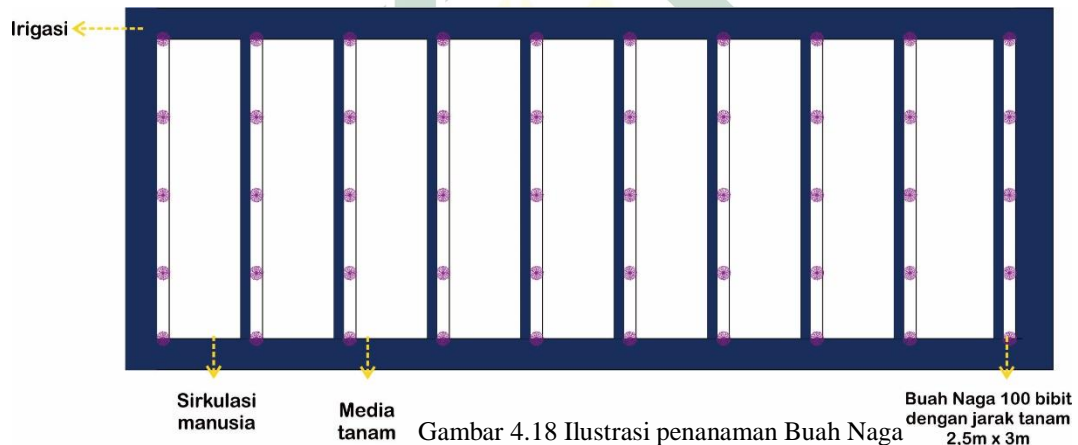 Irigasi
Sirkulasi
manusia
Media
tanam
Gambar 4.18 Ilustrasi penanaman Buah Naga
Buah Naga 100 bibit
dengan jarak tanam
2.5m x 3m